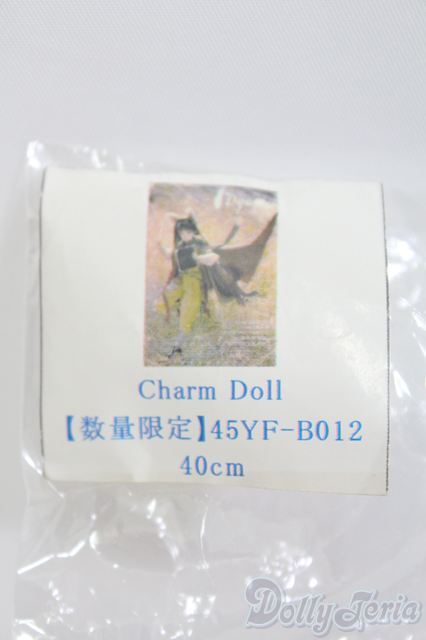 Charm Doll
【数量限定】45YF-B012
40cm
DollyTeria